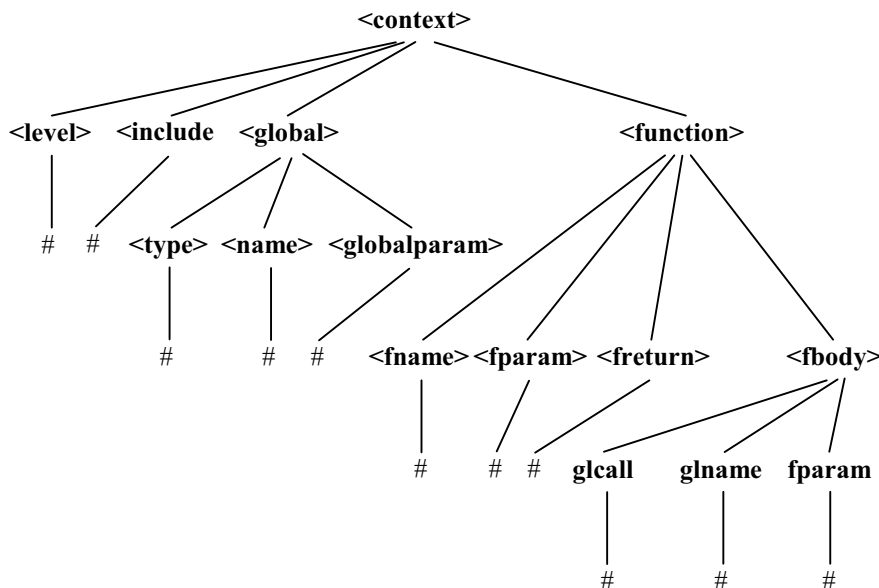 <context>
<level> <include <global> <function>
# # <type> <name> <globalparam>
# # # <fname> <fparam> <freturn> <fbody>
# # # glcall glname fparam
# # #